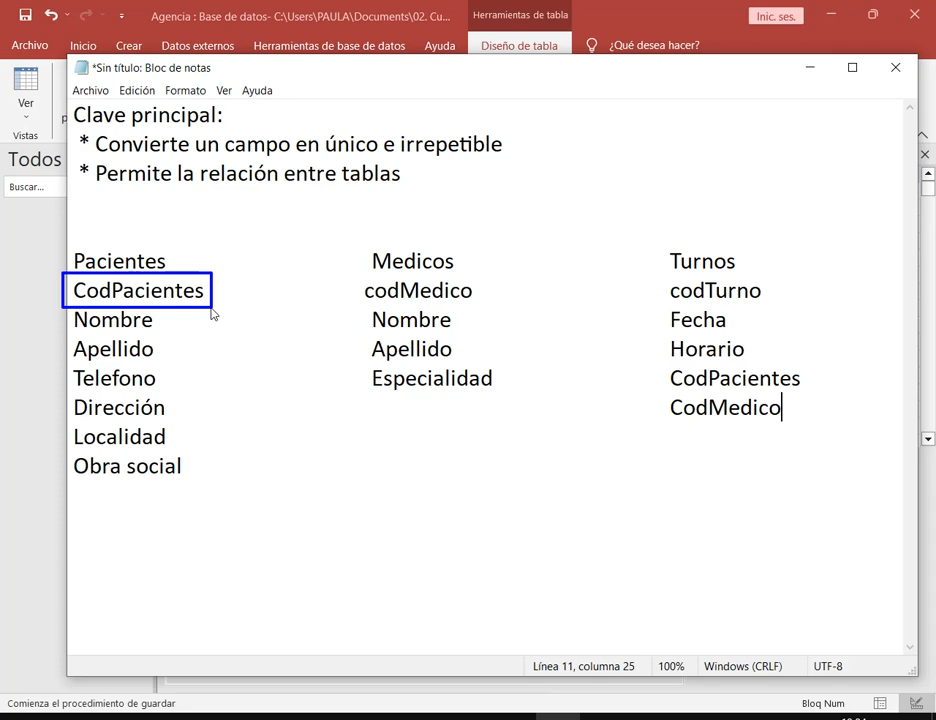 Agencia : Base de datos- C:\Users\PAULA\Documents\02. Cu...
Herramientas de tabla
Inic. ses.
Archivo Inicio Crear Datos externos Herramientas de base de datos Ayuda Diseño de tabla ¿Qué desea hacer?
Ver
Vistas
Todos
Buscar...
*Sin título: Bloc de notas
Archivo Edición Formato Ver Ayuda
Clave principal:
* Convierte un campo en único e irrepetible
* Permite la relación entre tablas
Pacientes Medicos Turnos
CodPacientes codMedico codTurno
Nombre Nombre Fecha
Apellido Apellido Horario
Telefono Especialidad CodPacientes
Dirección CodMedico
Localidad
Obra social
Línea 11, columna 25 100% Windows (CRLF) UTF-8
Comienza el procedimiento de guardar Bloq Num